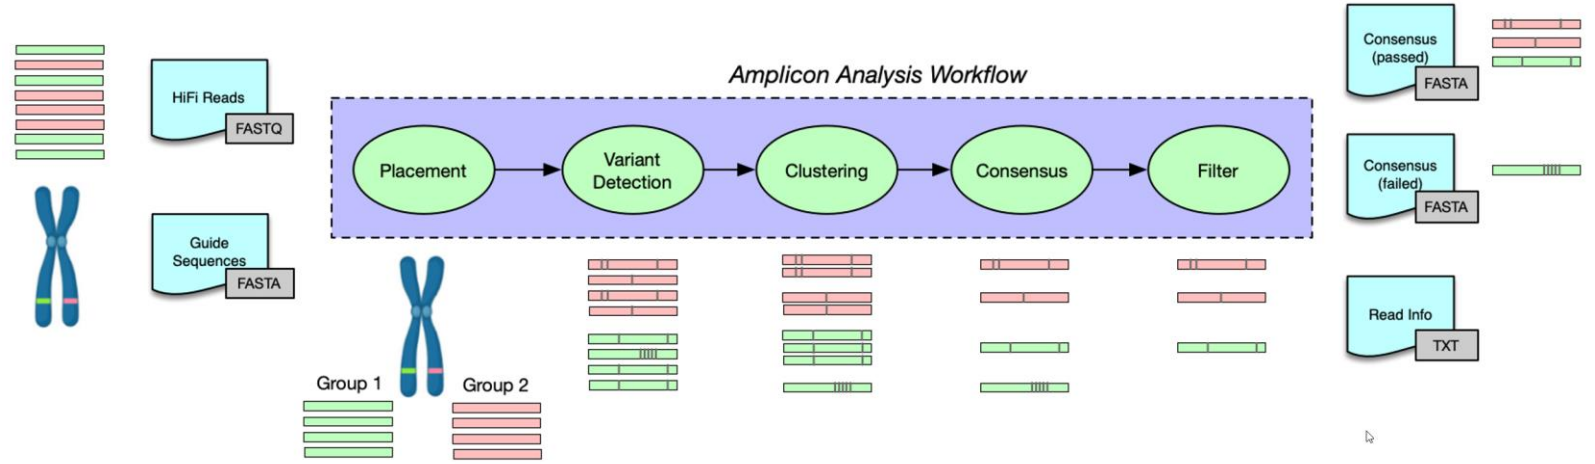 Amplicon Analysis Workflow
HiFi Reads
FASTQ
Guide
Sequences
FASTA
Placement
Variant
Detection
Clustering
Consensus
Filter
Group 1
Group 2
Consensus
(passed)
FASTA
Consensus
(failed)
FASTA
Read Info
TXT